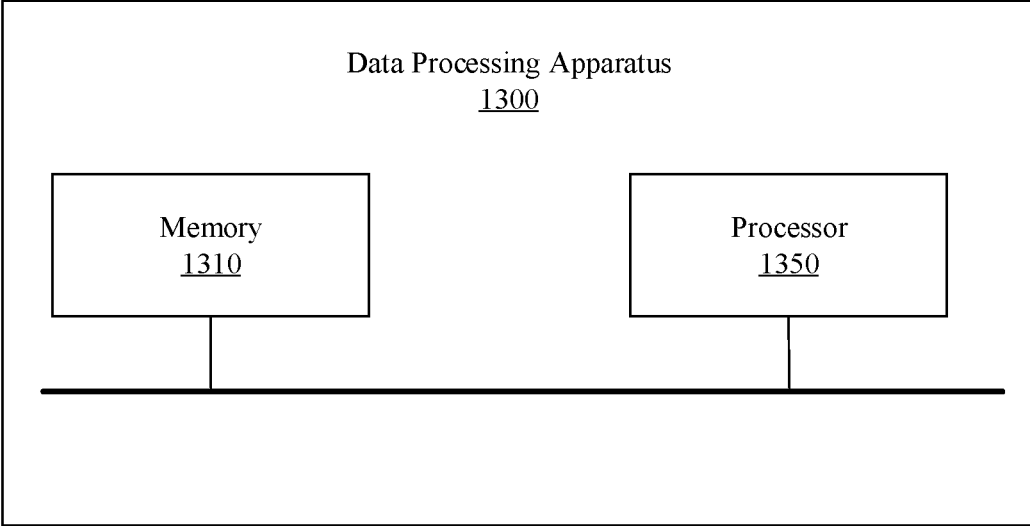 Data Processing Apparatus
1300
Memory
1310
Processor
1350